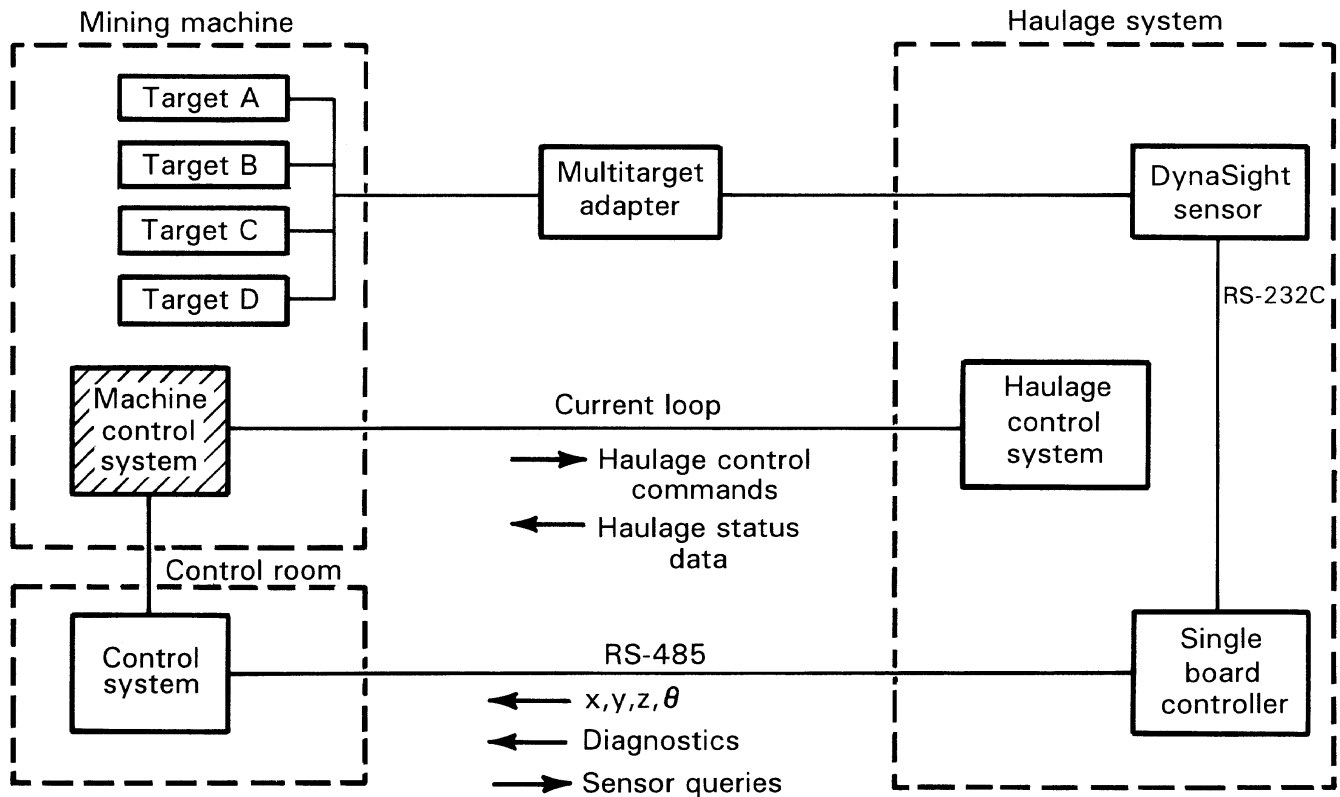 Mining machine
Haulage system
Target A
Target B
Target C
Target D
Multitarget
adapter
DynaSight
sensor
RS-232C
Machine
control
system
Current loop
Haulage control
commands
Haulage status
data
Haulage
control
system
Control room
Control
system
RS-485
x,y,z,θ
Diagnostics
Sensor queries
Single
board
controller